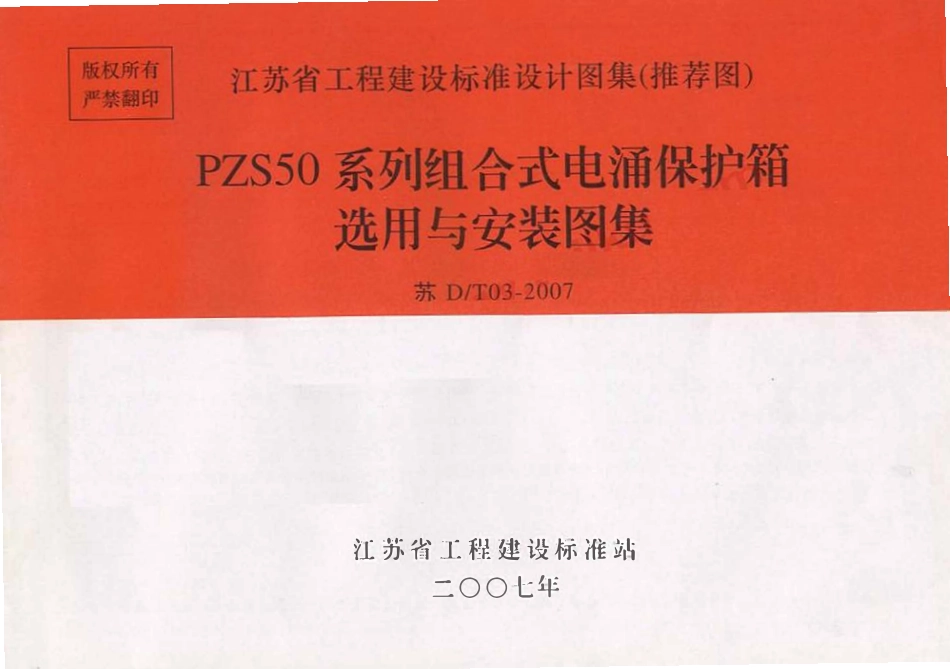 版权所有
严禁翻印
江苏省工程建设标准设计图集(推荐图)
PZS50 系列组合式电涌保护箱
选用与安装图集
苏 D/T03-2007
江苏省工程建设标准站
二〇〇七年